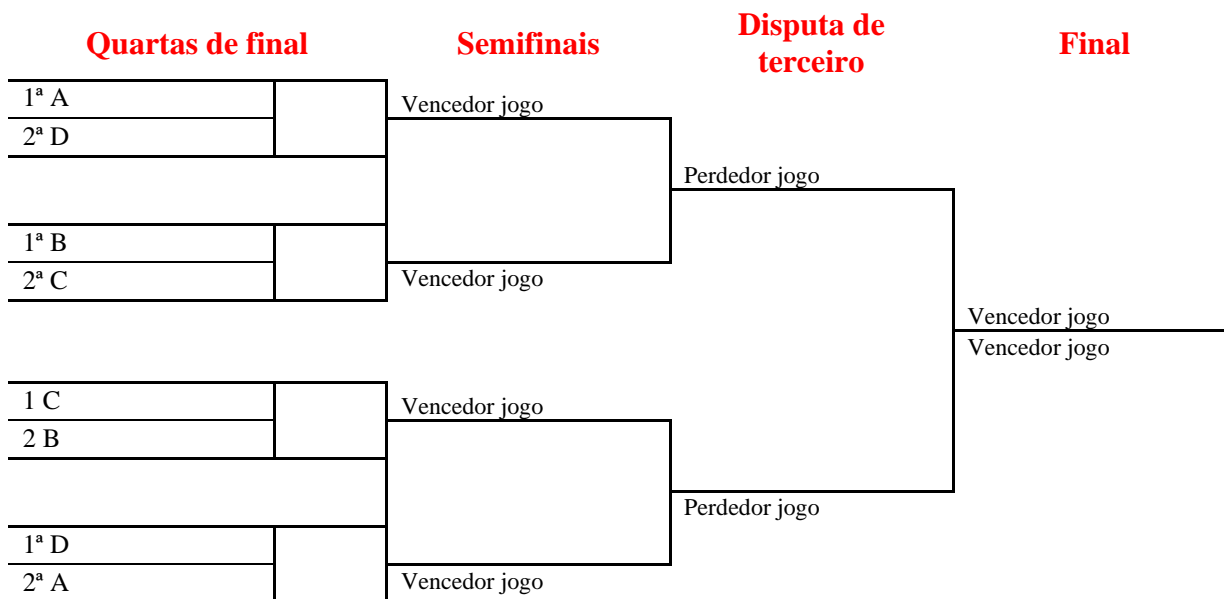 Quartas de final
Semifinais
Disputa de
terceiro
Final
1ª A
2ª D
1ª B
2ª C
1 C
2 B
1ª D
2ª A
Vencedor jogo
Vencedor jogo
Vencedor jogo
Vencedor jogo
Perdedor jogo
Perdedor jogo
Vencedor jogo
Vencedor jogo